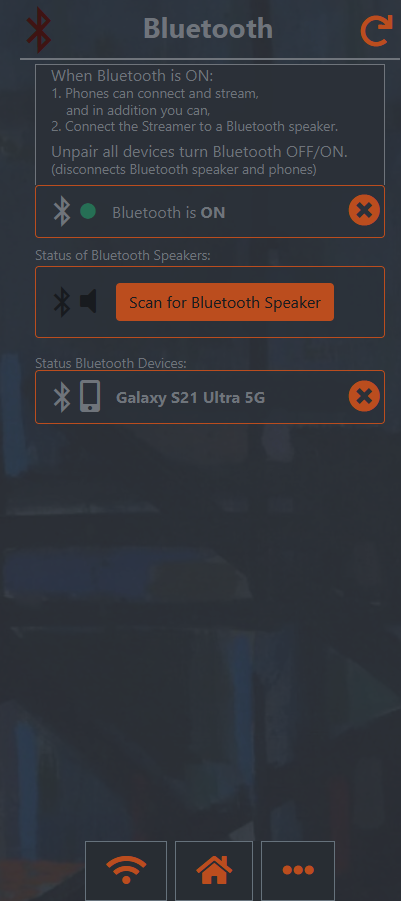 Bluetooth
When Bluetooth is ON:
1. Phones can connect and stream,
and in addition you can,
2. Connect the Streamer to a Bluetooth speaker.
Unpair all devices turn Bluetooth OFF/ON.
(disconnects Bluetooth speaker and phones)
Bluetooth is ON
Status of Bluetooth Speakers:
Scan for Bluetooth Speaker
Status Bluetooth Devices:
Galaxy S21 Ultra 5G